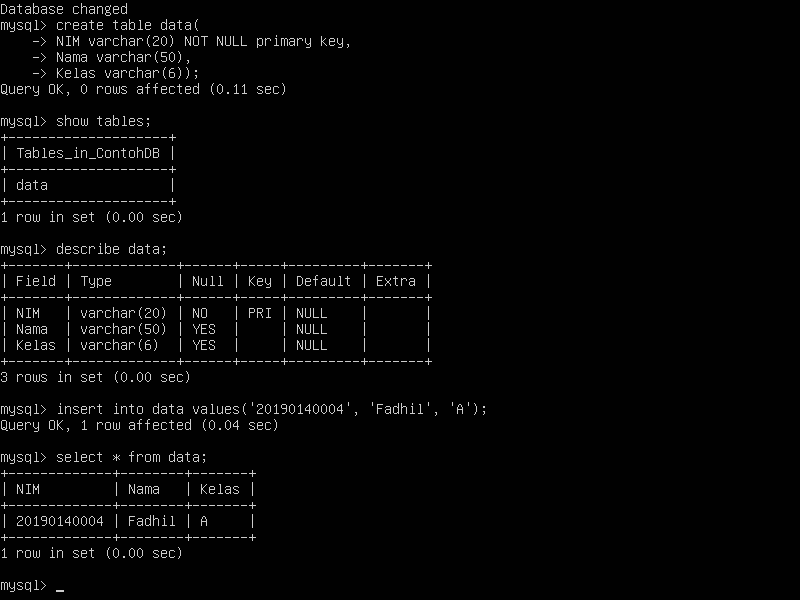 Database changed
mysql> create table data(
    -> NIM varchar(20) NOT NULL primary key,
    -> Nama varchar(50),
    -> Kelas varchar(6));
Query OK, 0 rows affected (0.11 sec)

mysql> show tables;
+--------------------+
| Tables_in_ContohDB |
+--------------------+
| data               |
+--------------------+
1 row in set (0.00 sec)

mysql> describe data;
+-------+-------------+------+-----+---------+-------+
| Field | Type        | Null | Key | Default | Extra |
+-------+-------------+------+-----+---------+-------+
| NIM   | varchar(20) | NO   | PRI | NULL    |       |
| Nama  | varchar(50) | YES  |     | NULL    |       |
| Kelas | varchar(6)  | YES  |     | NULL    |       |
+-------+-------------+------+-----+---------+-------+
3 rows in set (0.00 sec)

mysql> insert into data values('20190140004', 'Fadhil', 'A');
Query OK, 1 row affected (0.04 sec)

mysql> select * from data;
+-------------+--------+-------+
| NIM         | Nama   | Kelas |
+-------------+--------+-------+
| 20190140004 | Fadhil | A     |
+-------------+--------+-------+
1 row in set (0.00 sec)

mysql> _